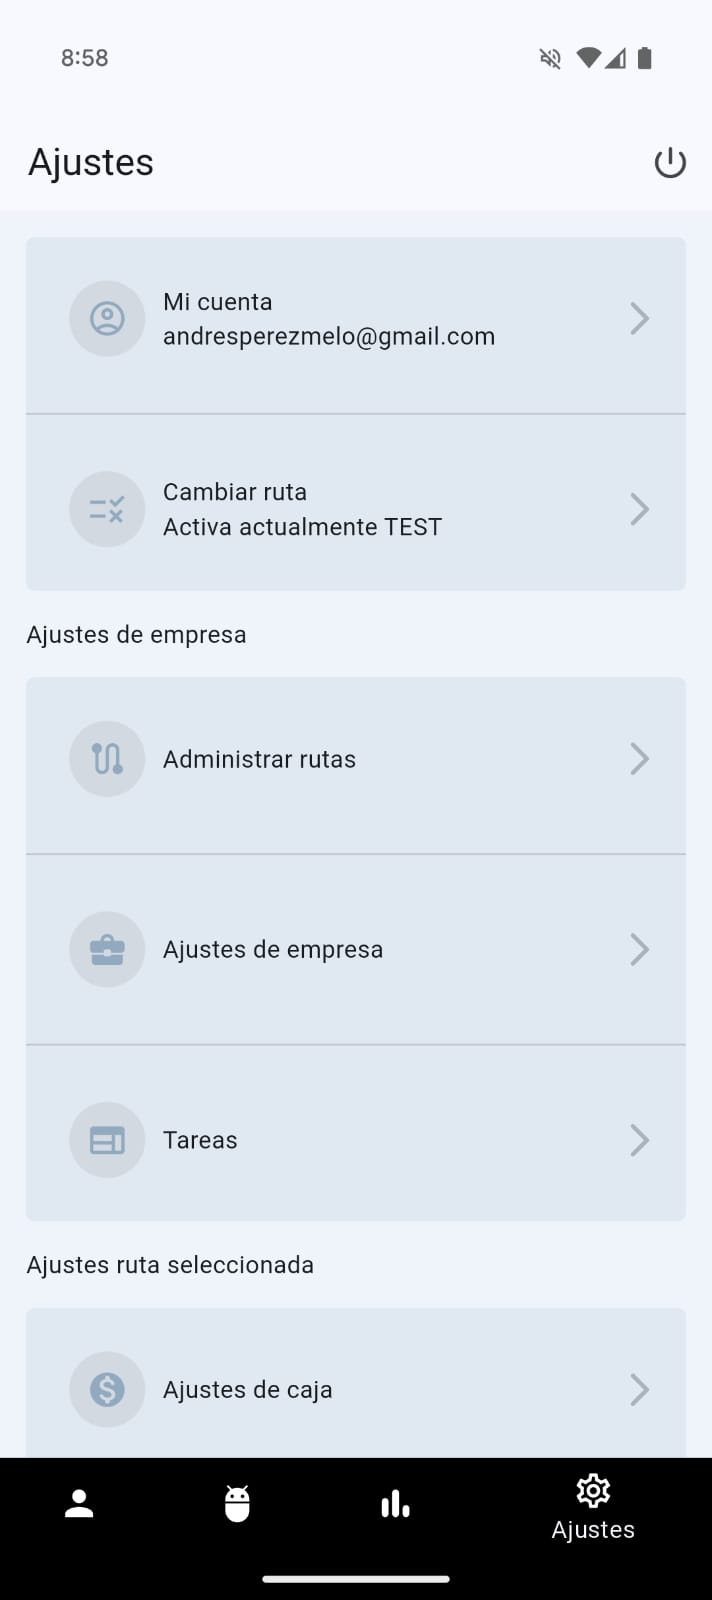 8:58
Ajustes
Mi cuenta
andresperezmelo@gmail.com
Cambiar ruta
Activa actualmente TEST
Ajustes de empresa
Administrar rutas
Ajustes de empresa
Tareas
Ajustes ruta seleccionada
Ajustes de caja
Ajustes